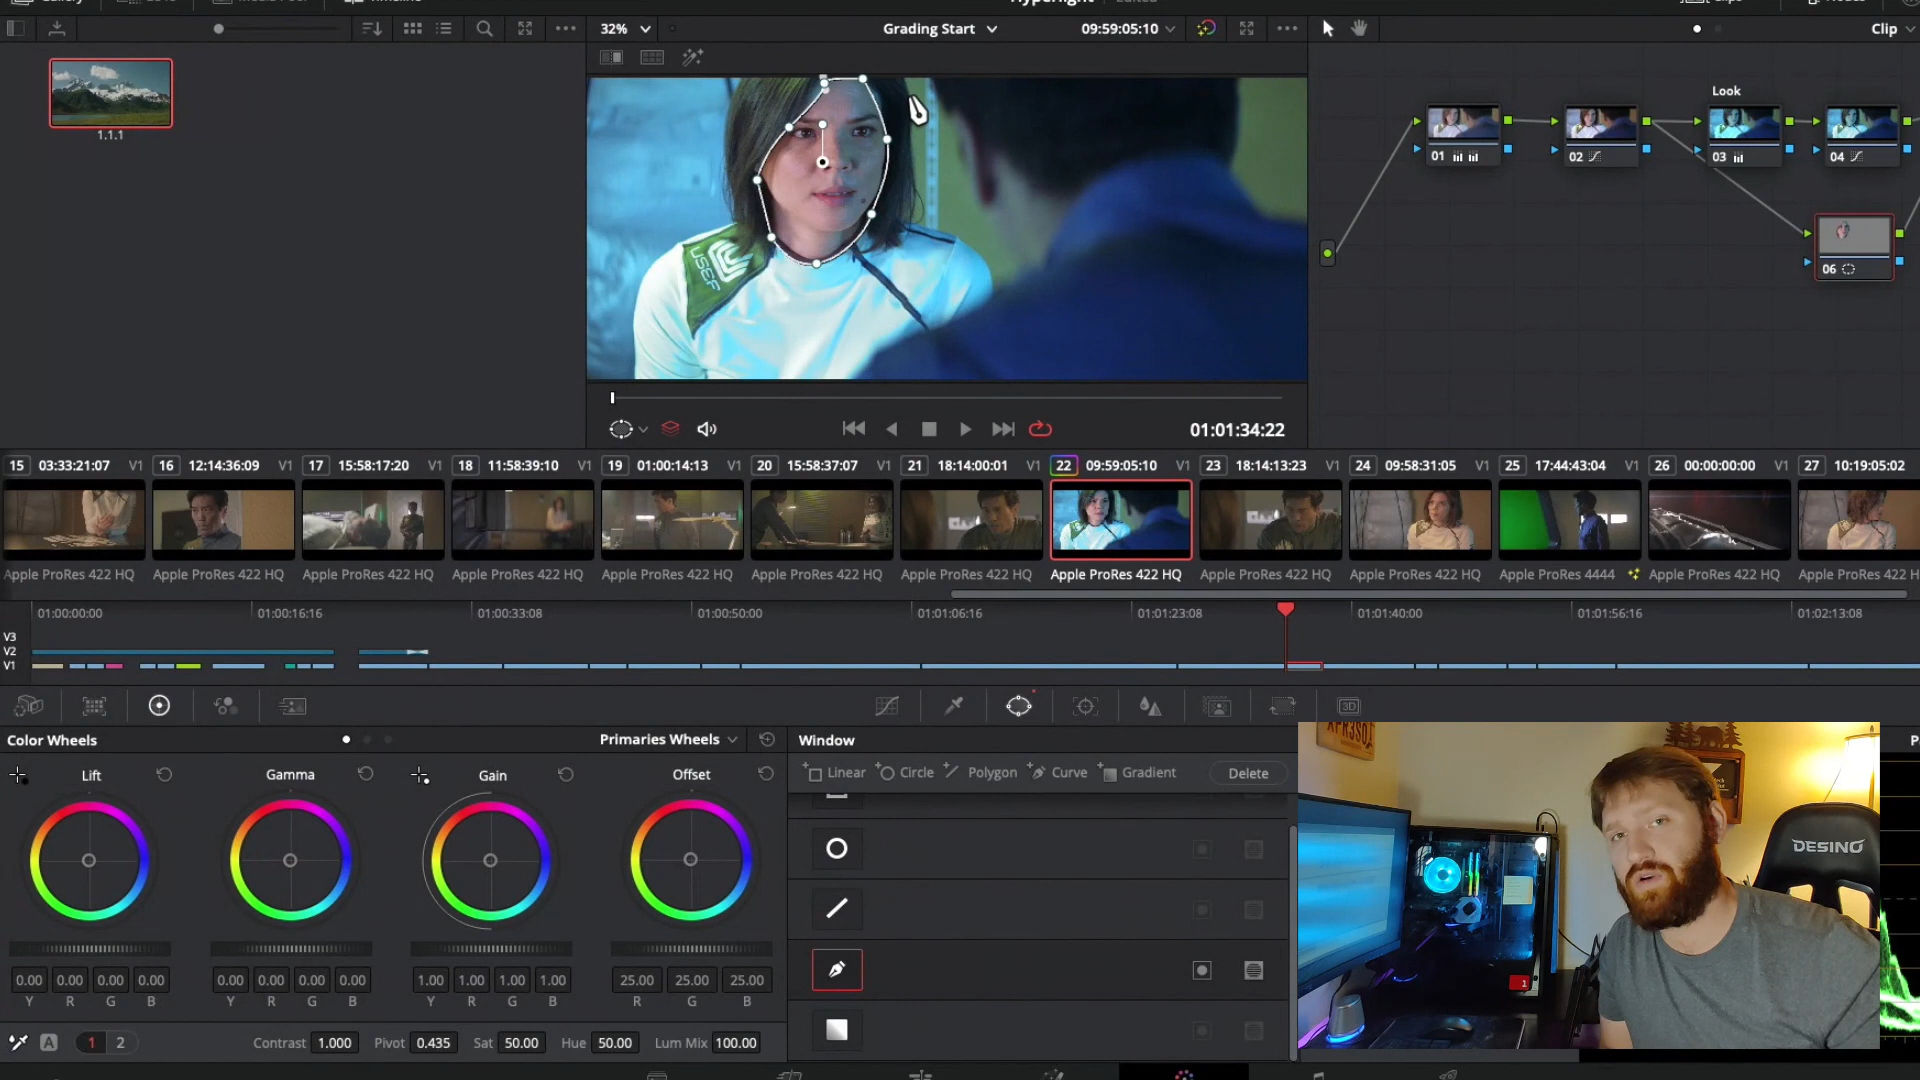 Gallery
Timeline
Clips
32%
Grading Start
09:59:05:10
Clip
1.1.1
USEF
Look
01
02
03
04
06
01:01:34:22
15 03:33:21:07 V1
16 12:14:36:09 V1
17 15:58:17:20 V1
18 11:58:39:10 V1
19 01:00:14:13 V1
20 15:58:37:07 V1
21 18:14:00:01 V1
22 09:59:05:10 V1
23 18:14:13:23 V1
24 09:58:31:05 V1
25 17:44:43:04 V1
26 00:00:00:00 V1
27 10:19:05:02
Apple ProRes 422 HQ
Apple ProRes 422 HQ
Apple ProRes 422 HQ
Apple ProRes 422 HQ
Apple ProRes 422 HQ
Apple ProRes 422 HQ
Apple ProRes 422 HQ
Apple ProRes 422 HQ
Apple ProRes 422 HQ
Apple ProRes 422 HQ
Apple ProRes 4444
Apple ProRes 422 HQ
Apple ProRes 422 H
01:00:00:00 01:00:16:16 01:00:33:08 01:00:50:00 01:01:06:16 01:01:23:08 01:01:40:00 01:01:56:16 01:02:13:08
V3
V2
V1
3D
Color Wheels
Primaries Wheels
Window
Lift
Gamma
Gain
Offset
Linear Circle Polygon Curve Gradient
Delete
0.00 0.00 0.00 0.00
0.00 0.00 0.00 0.00
1.00 1.00 1.00 1.00
25.00 25.00 25.00
Y R G B
Y R G B
Y R G B
R G B
A 1 2
Contrast 1.000 Pivot 0.435 Sat 50.00 Hue 50.00 Lum Mix 100.00
DESINO
1